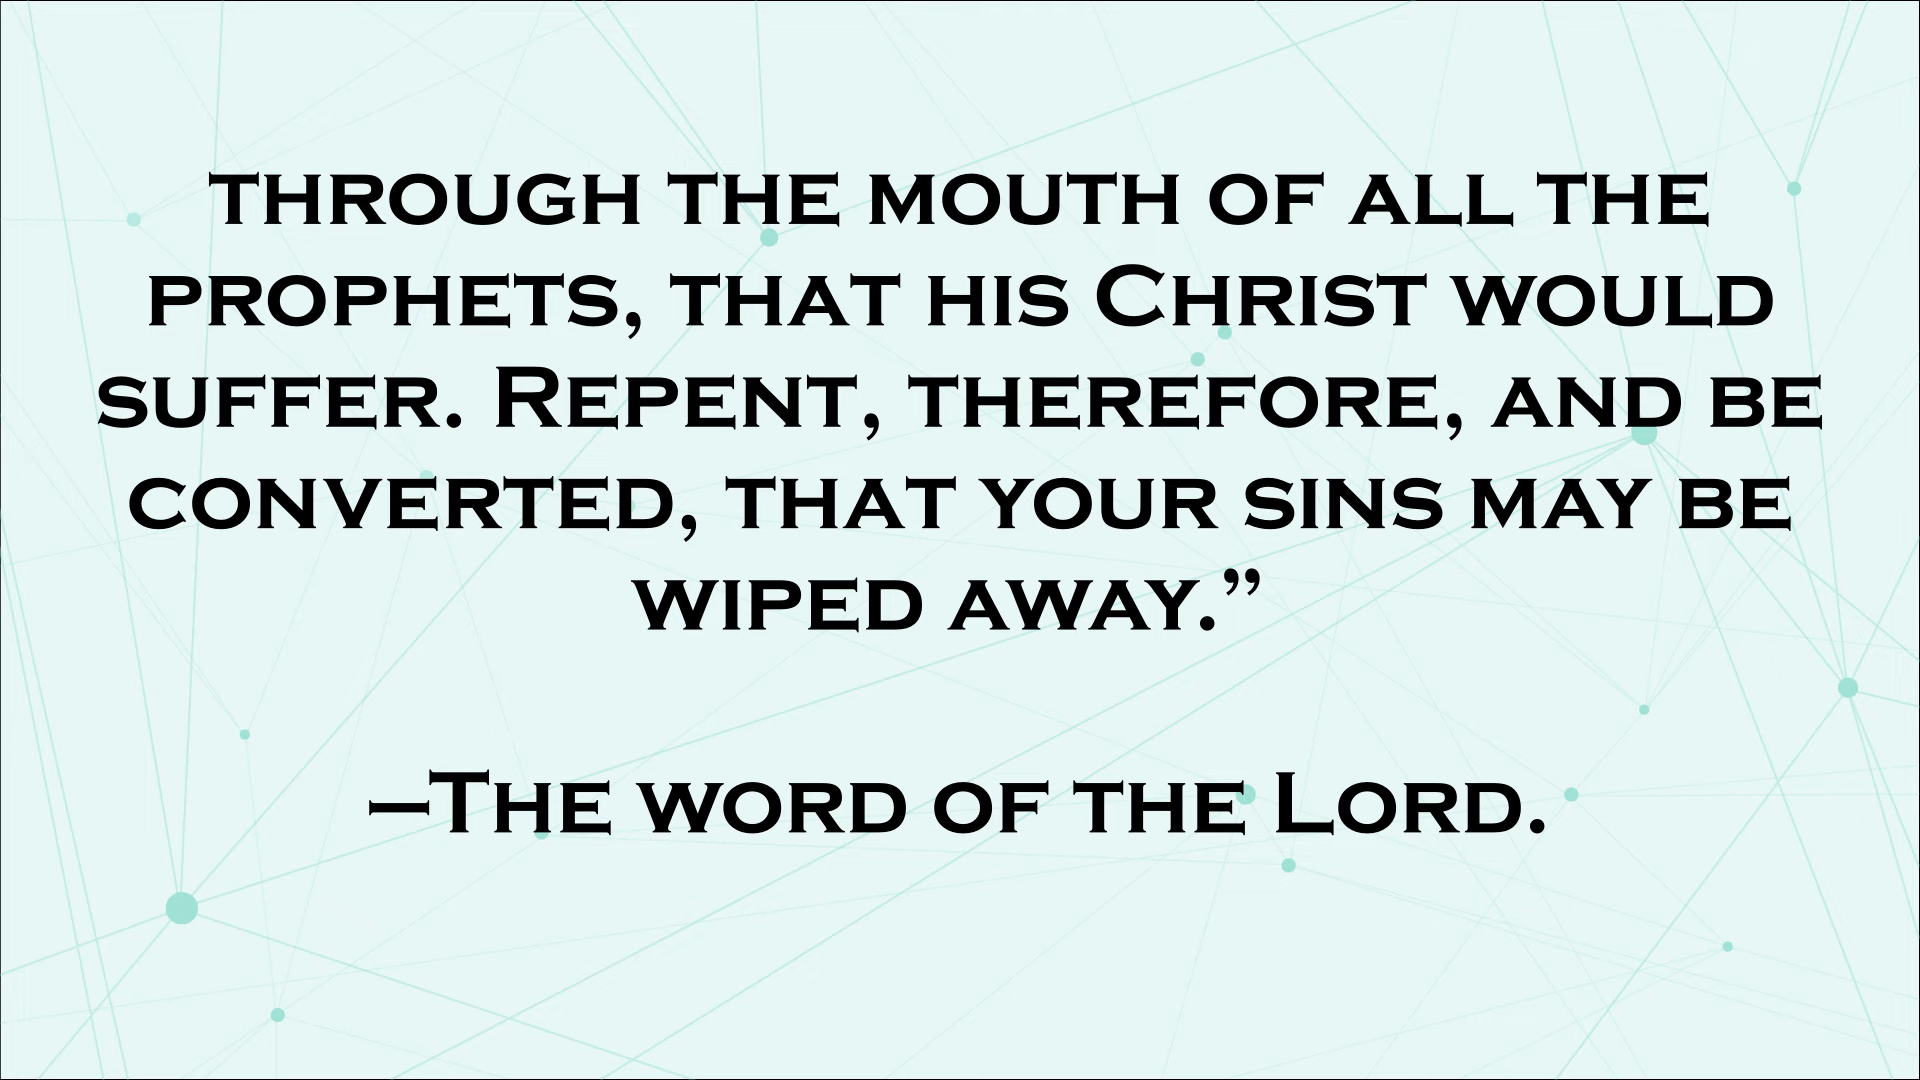 through the mouth of all the
prophets, that his Christ would
suffer. Repent, therefore, and be
converted, that your sins may be
wiped away.”
–The word of the Lord.